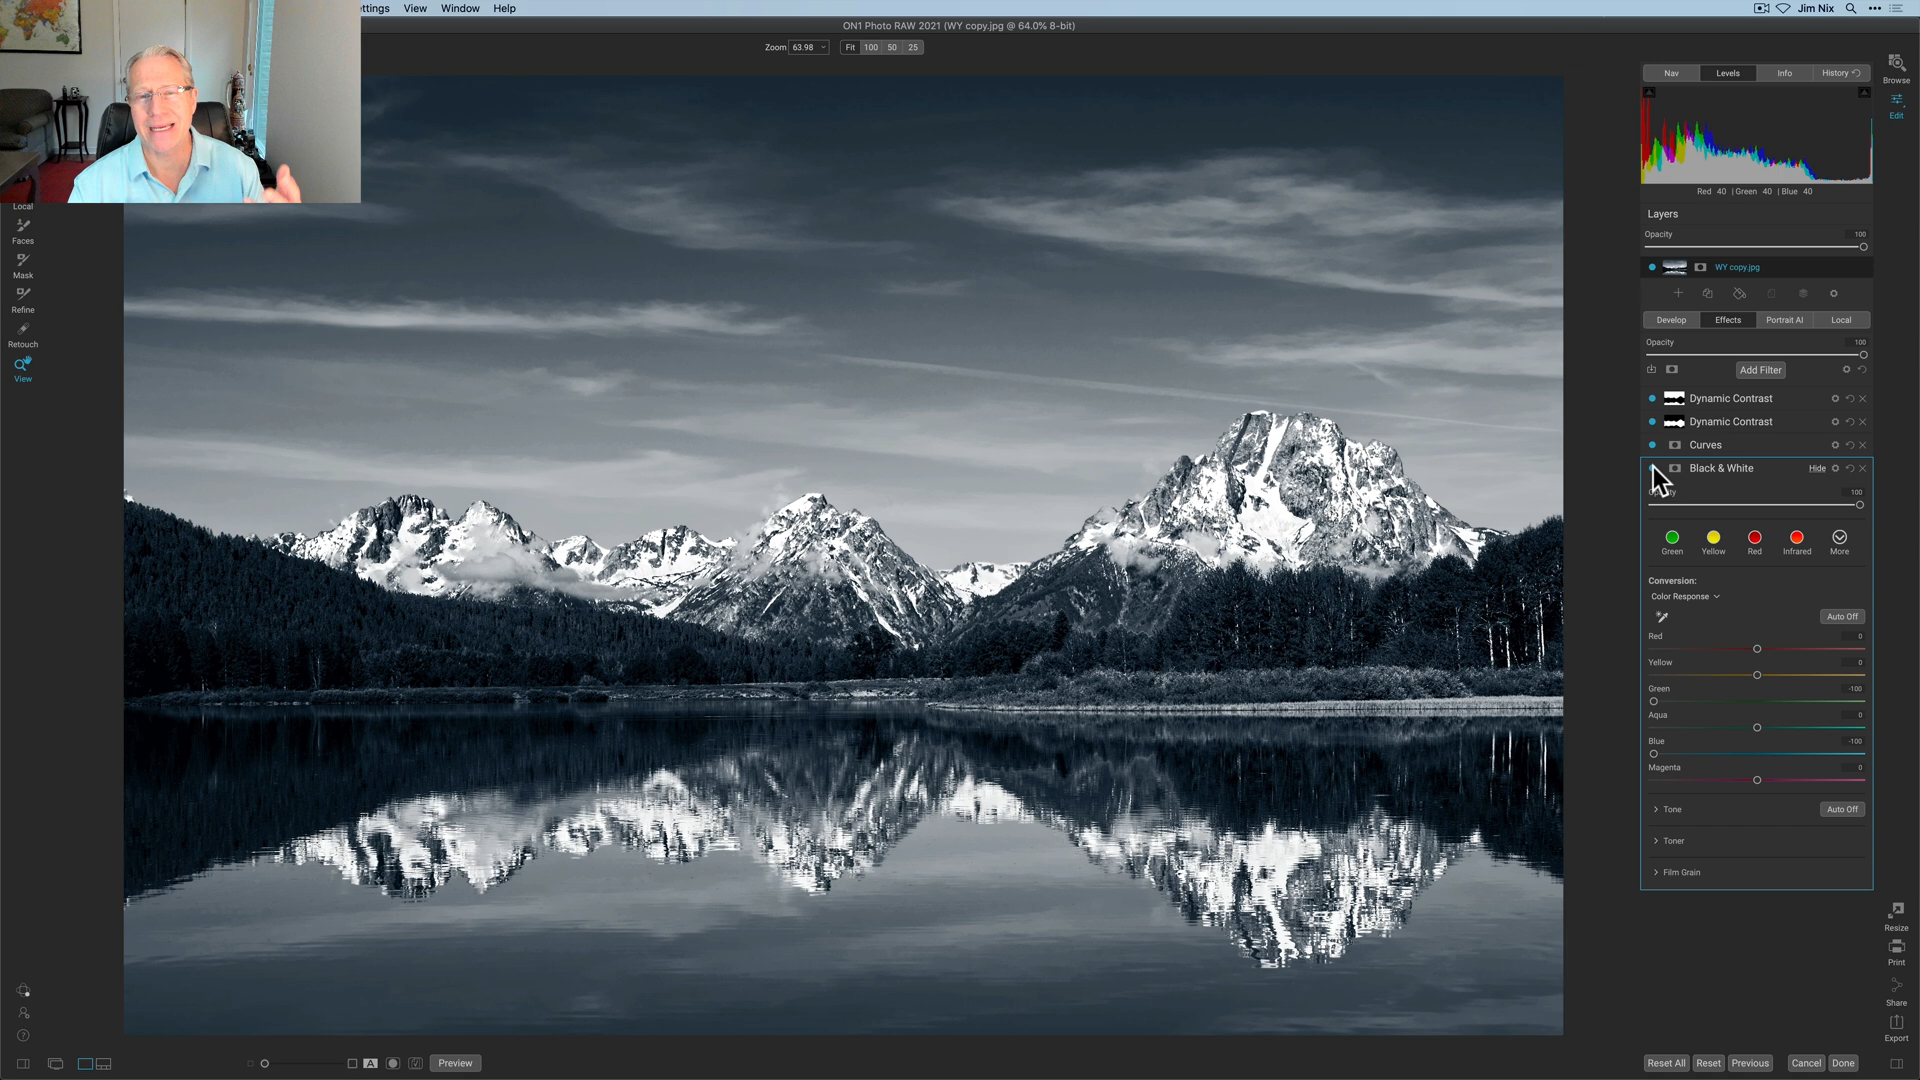 ttings View Window Help
Jim Nix
ON1 Photo RAW 2021 (WY copy.jpg @ 64.0% 8-bit)
Zoom 63.98 Fit 100 50 25
Nav Levels Info History
Browse
Edit
Red 40 | Green 40 | Blue 40
Local
Faces
Mask
Refine
Retouch
View
Layers
Opacity 100
WY copy.jpg
Develop Effects Portrait AI Local
Opacity 100
Add Filter
Dynamic Contrast
Dynamic Contrast
Curves
Black & White Hide
100
Green Yellow Red Infrared More
Conversion:
Color Response
Auto Off
Red 0
Yellow 0
Green -100
Aqua 0
Blue -100
Magenta 0
Tone Auto Off
Toner
Film Grain
Resize
Print
Share
Export
A Preview
Reset All Reset Previous Cancel Done